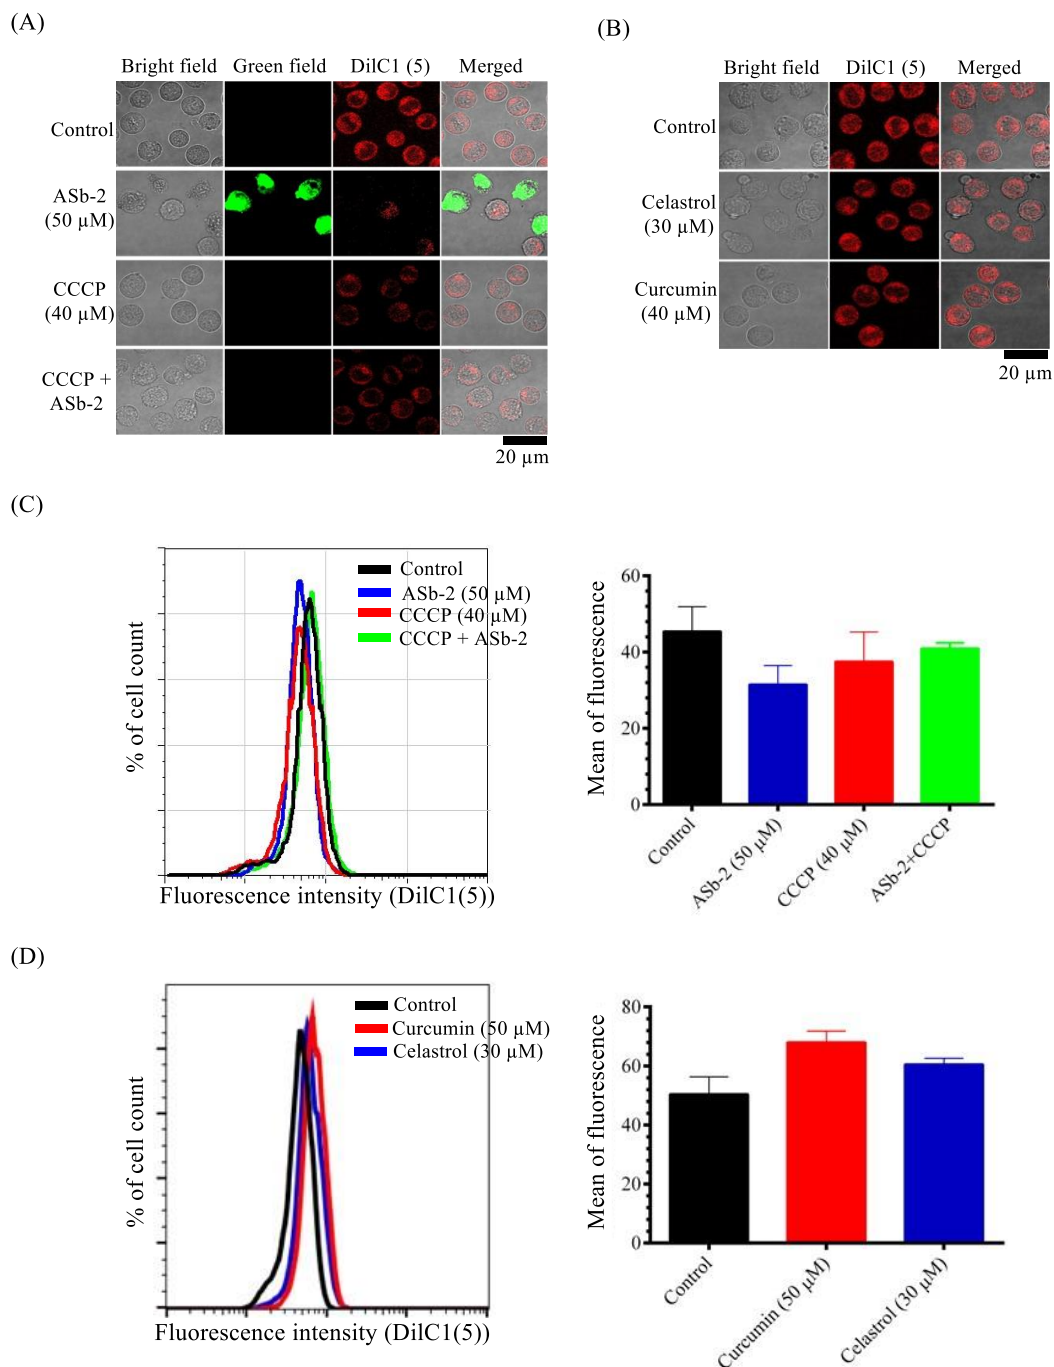 (A)
Bright field Green field DilC1 (5) Merged
Control
ASb-2
(50 µM)
CCCP
(40 µM)
CCCP +
ASb-2
20 µm
(B)
Bright field DilC1 (5) Merged
Control
Celastrol
(30 µM)
Curcumin
(40 µM)
20 µm
(C)
% of cell count
Control
ASb-2 (50 µM)
CCCP (40 µM)
CCCP + ASb-2
Fluorescence intensity (DilC1(5))
Mean of fluorescence
60
40
20
0
Control
ASb-2 (50 µM)
CCCP (40 µM)
ASb-2+CCCP
(D)
% of cell count
Control
Curcumin (50 µM)
Celastrol (30 µM)
Fluorescence intensity (DilC1(5))
Mean of fluorescence
80
60
40
20
0
Control
Curcumin (50 µM)
Celastrol (30 µM)